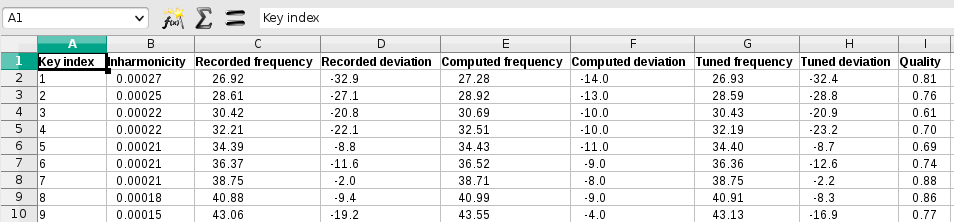 A1 f(x) Σ = Key index
A B C D E F G H I
1 Key index Inharmonicity Recorded frequency Recorded deviation Computed frequency Computed deviation Tuned frequency Tuned deviation Quality
2 1 0.00027 26.92 -32.9 27.28 -14.0 26.93 -32.4 0.81
3 2 0.00025 28.61 -27.1 28.92 -13.0 28.59 -28.8 0.76
4 3 0.00022 30.42 -20.8 30.69 -10.0 30.43 -20.9 0.61
5 4 0.00022 32.21 -22.1 32.51 -10.0 32.19 -23.2 0.70
6 5 0.00021 34.39 -8.8 34.43 -11.0 34.40 -8.7 0.69
7 6 0.00021 36.37 -11.6 36.52 -9.0 36.36 -12.6 0.74
8 7 0.00021 38.75 -2.0 38.71 -8.0 38.75 -2.2 0.88
9 8 0.00018 40.88 -9.4 40.99 -9.0 40.91 -8.3 0.86
10 9 0.00015 43.06 -19.2 43.55 -4.0 43.13 -16.9 0.77